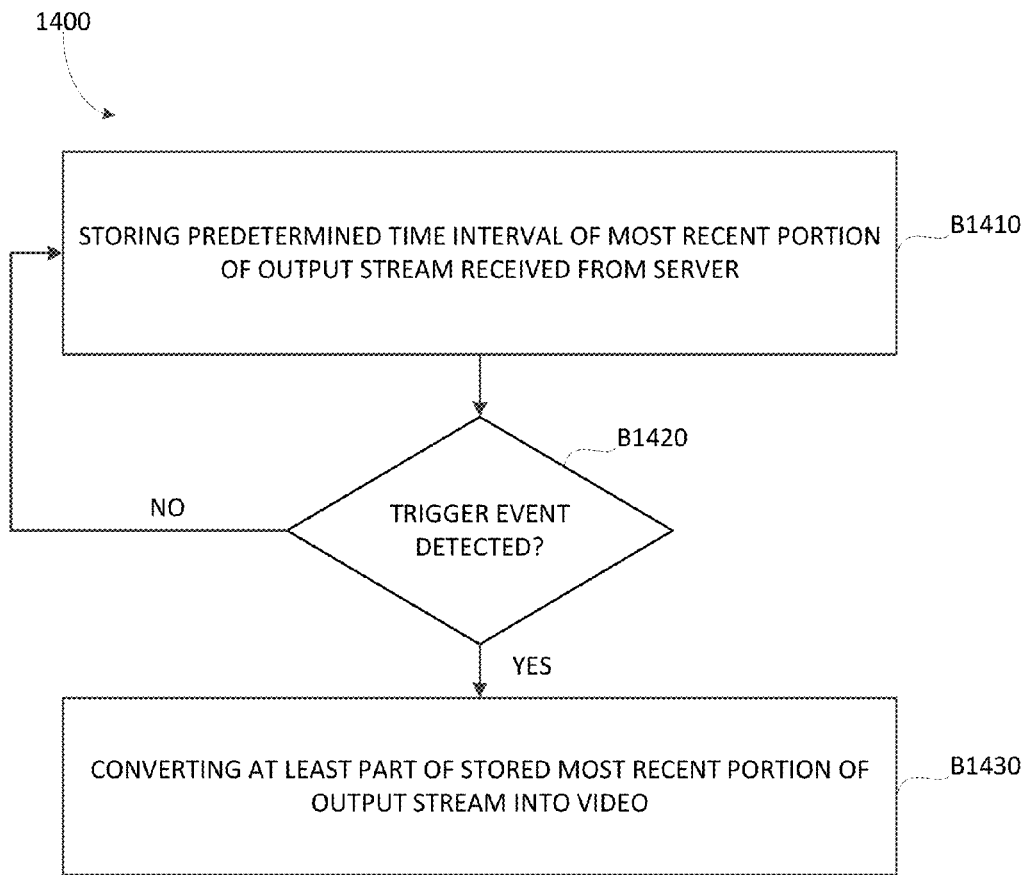 1400
STORING PREDETERMINED TIME INTERVAL OF MOST RECENT PORTION
OF OUTPUT STREAM RECEIVED FROM SERVER
B1410
B1420
TRIGGER EVENT
DETECTED?
NO
YES
CONVERTING AT LEAST PART OF STORED MOST RECENT PORTION OF
OUTPUT STREAM INTO VIDEO
B1430